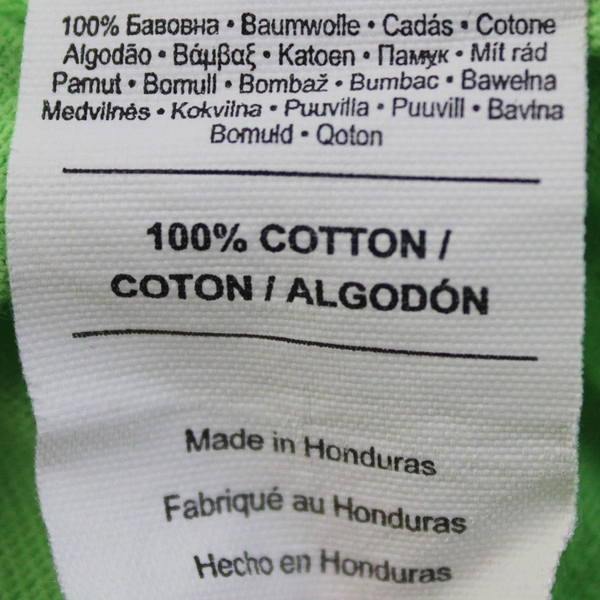 100% Бавовна • Baumwolle • Cadás • Cotone
Algodão • Βάμβαξ • Katoen • Памук • Mít rád
Pamut • Bomull • Bombaž • Bumbac • Bawełna
Medvilnės • Kokvilna • Puuvilla • Puuvill • Bavlna
Bomuld • Qoton
100% COTTON /
COTON / ALGODÓN
Made in Honduras
Fabriqué au Honduras
Hecho en Honduras